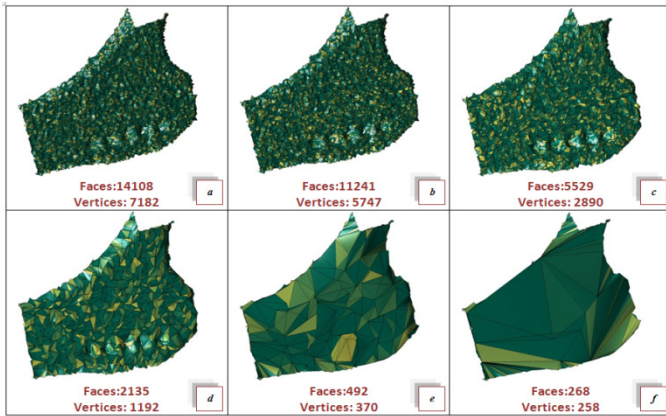 Faces:14108
Vertices: 7182
a
Faces:11241
Vertices: 5747
b
Faces:5529
Vertices: 2890
c
Faces:2135
Vertices: 1192
d
Faces:492
Vertices: 370
e
Faces:268
Vertices: 258
f